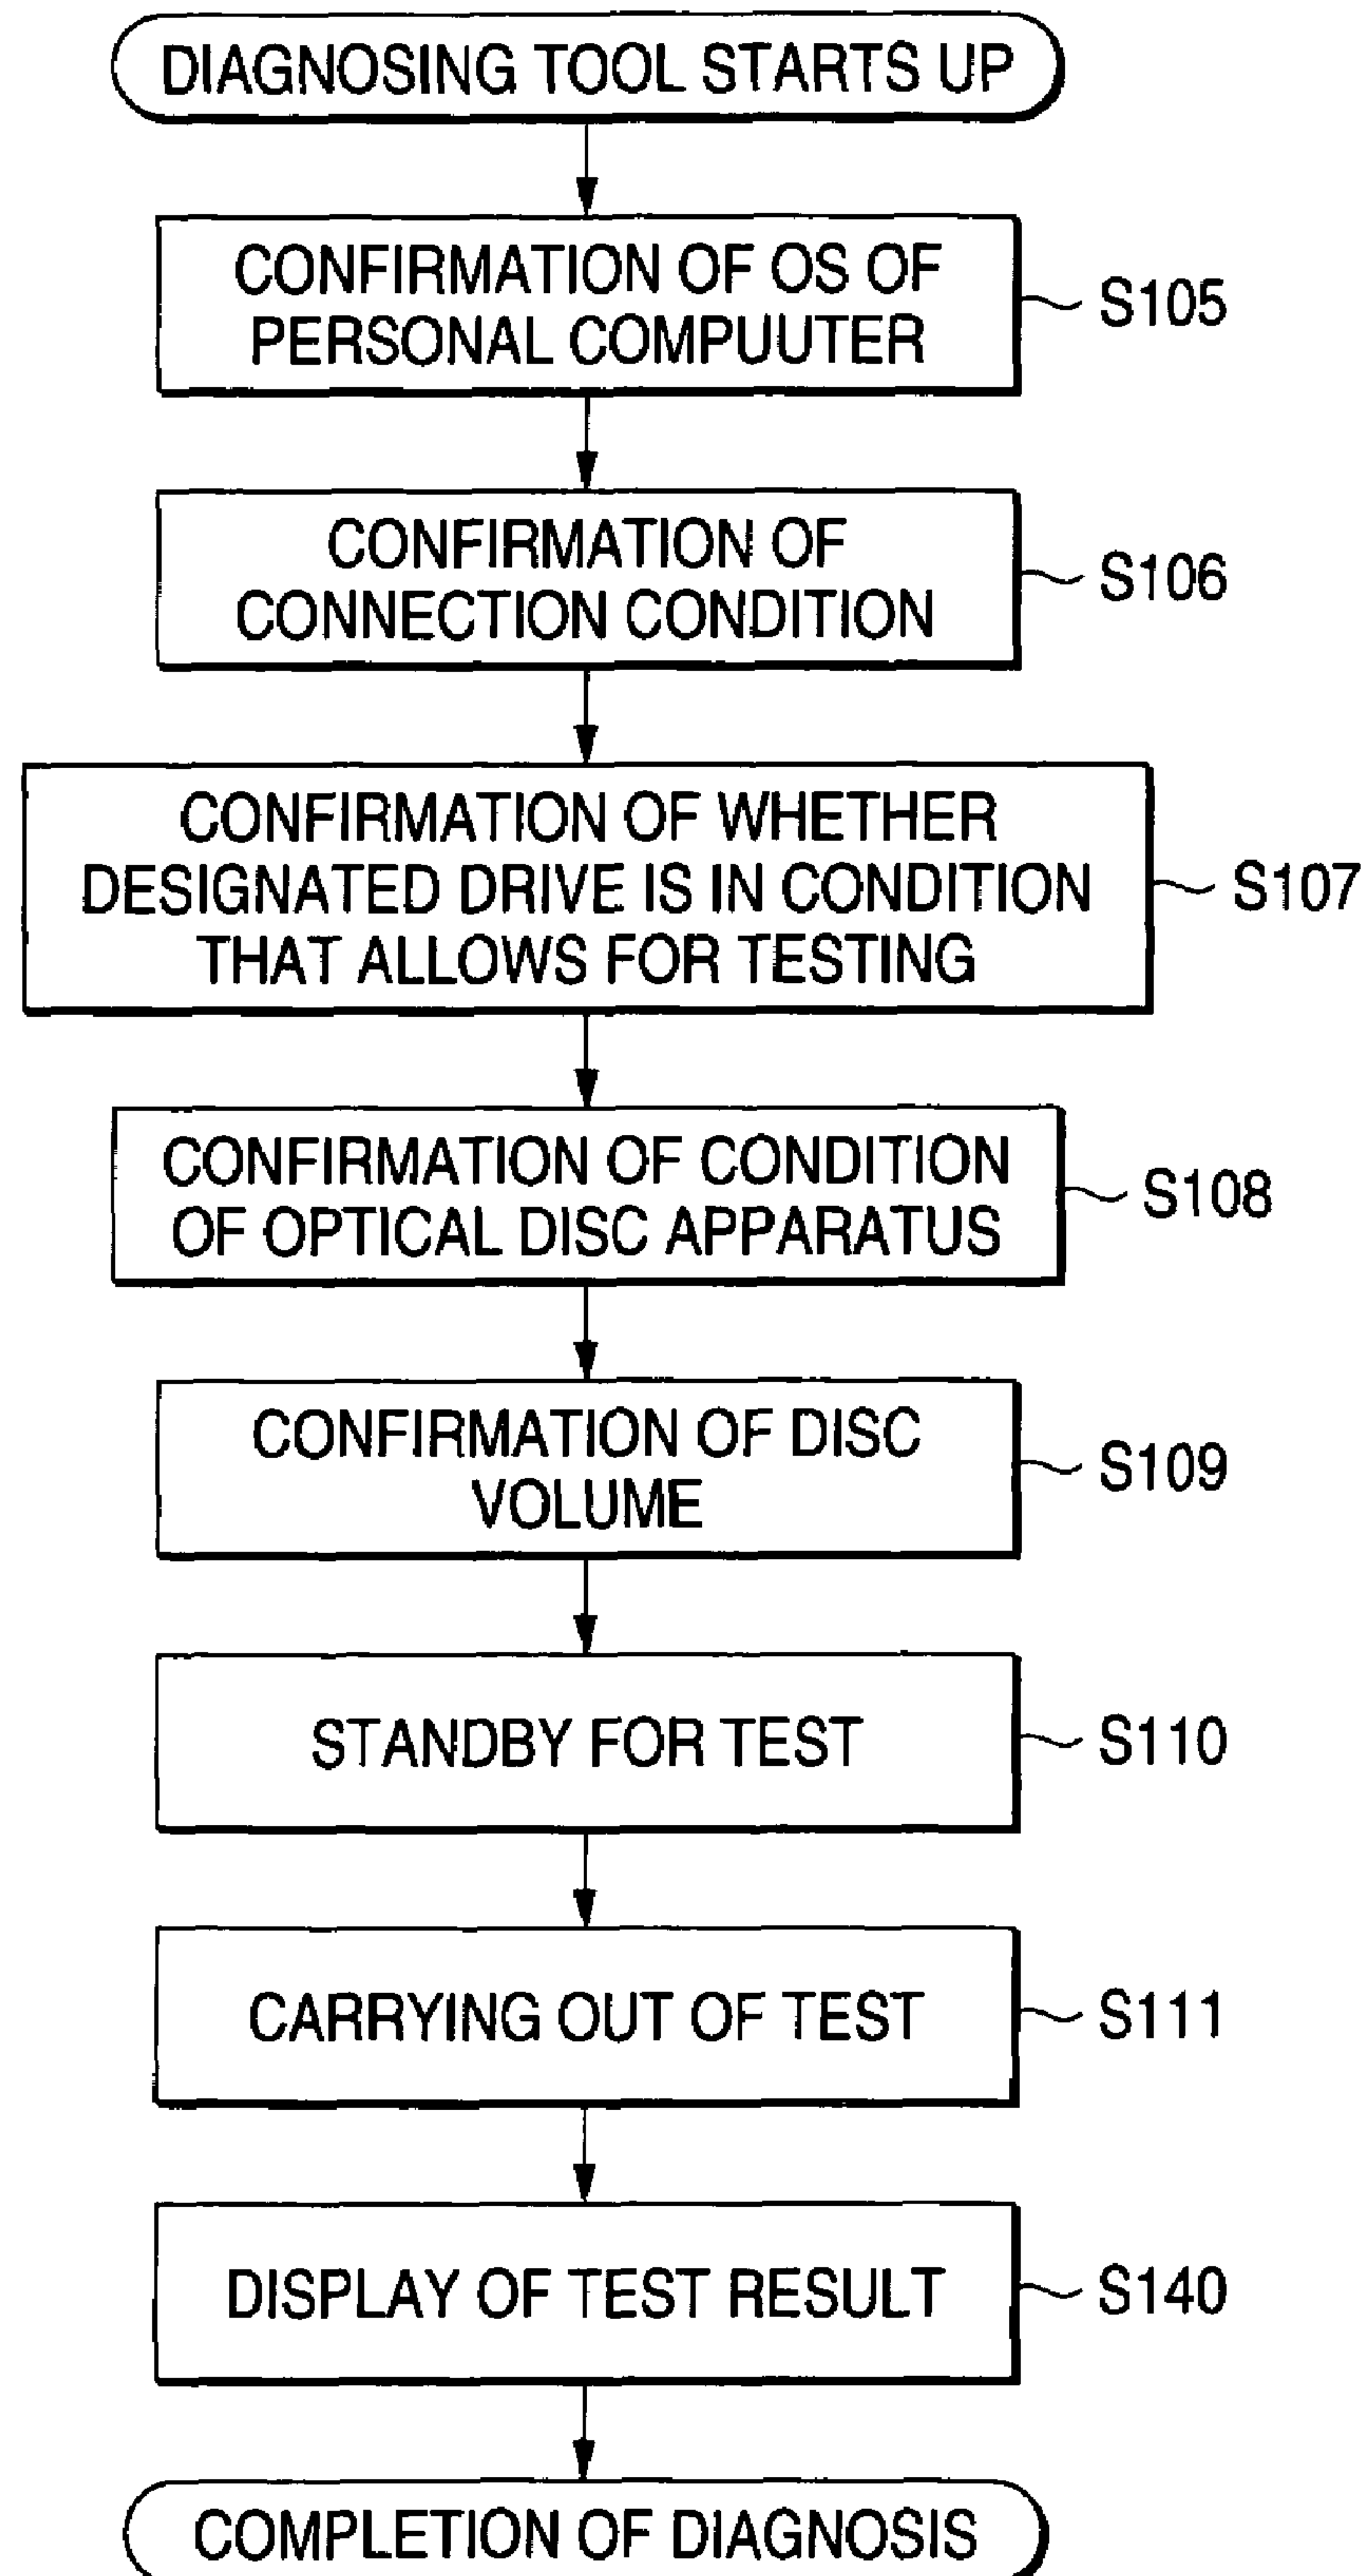 DIAGNOSING TOOL STARTS UP
CONFIRMATION OF OS OF
PERSONAL COMPUUTER
S105
CONFIRMATION OF
CONNECTION CONDITION
S106
CONFIRMATION OF WHETHER
DESIGNATED DRIVE IS IN CONDITION
THAT ALLOWS FOR TESTING
S107
CONFIRMATION OF CONDITION
OF OPTICAL DISC APPARATUS
S108
CONFIRMATION OF DISC
VOLUME
S109
STANDBY FOR TEST
S110
CARRYING OUT OF TEST
S111
DISPLAY OF TEST RESULT
S140
COMPLETION OF DIAGNOSIS